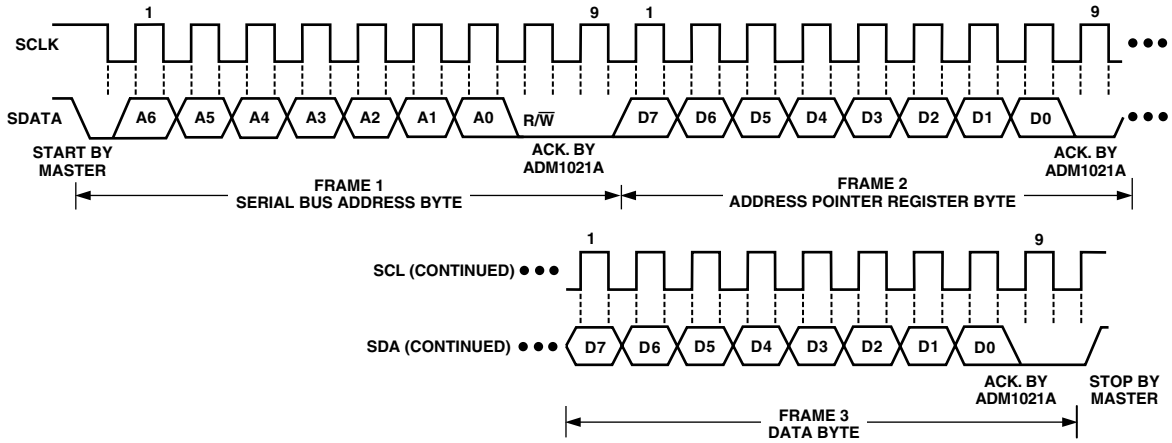 1 9 1 9
SCLK
SDATA A6 A5 A4 A3 A2 A1 A0 R/W̅ D7 D6 D5 D4 D3 D2 D1 D0
START BY
MASTER
ACK. BY
ADM1021A
ACK. BY
ADM1021A
FRAME 1
SERIAL BUS ADDRESS BYTE
FRAME 2
ADDRESS POINTER REGISTER BYTE
1 9
SCL (CONTINUED)
SDA (CONTINUED) D7 D6 D5 D4 D3 D2 D1 D0
ACK. BY
ADM1021A
STOP BY
MASTER
FRAME 3
DATA BYTE